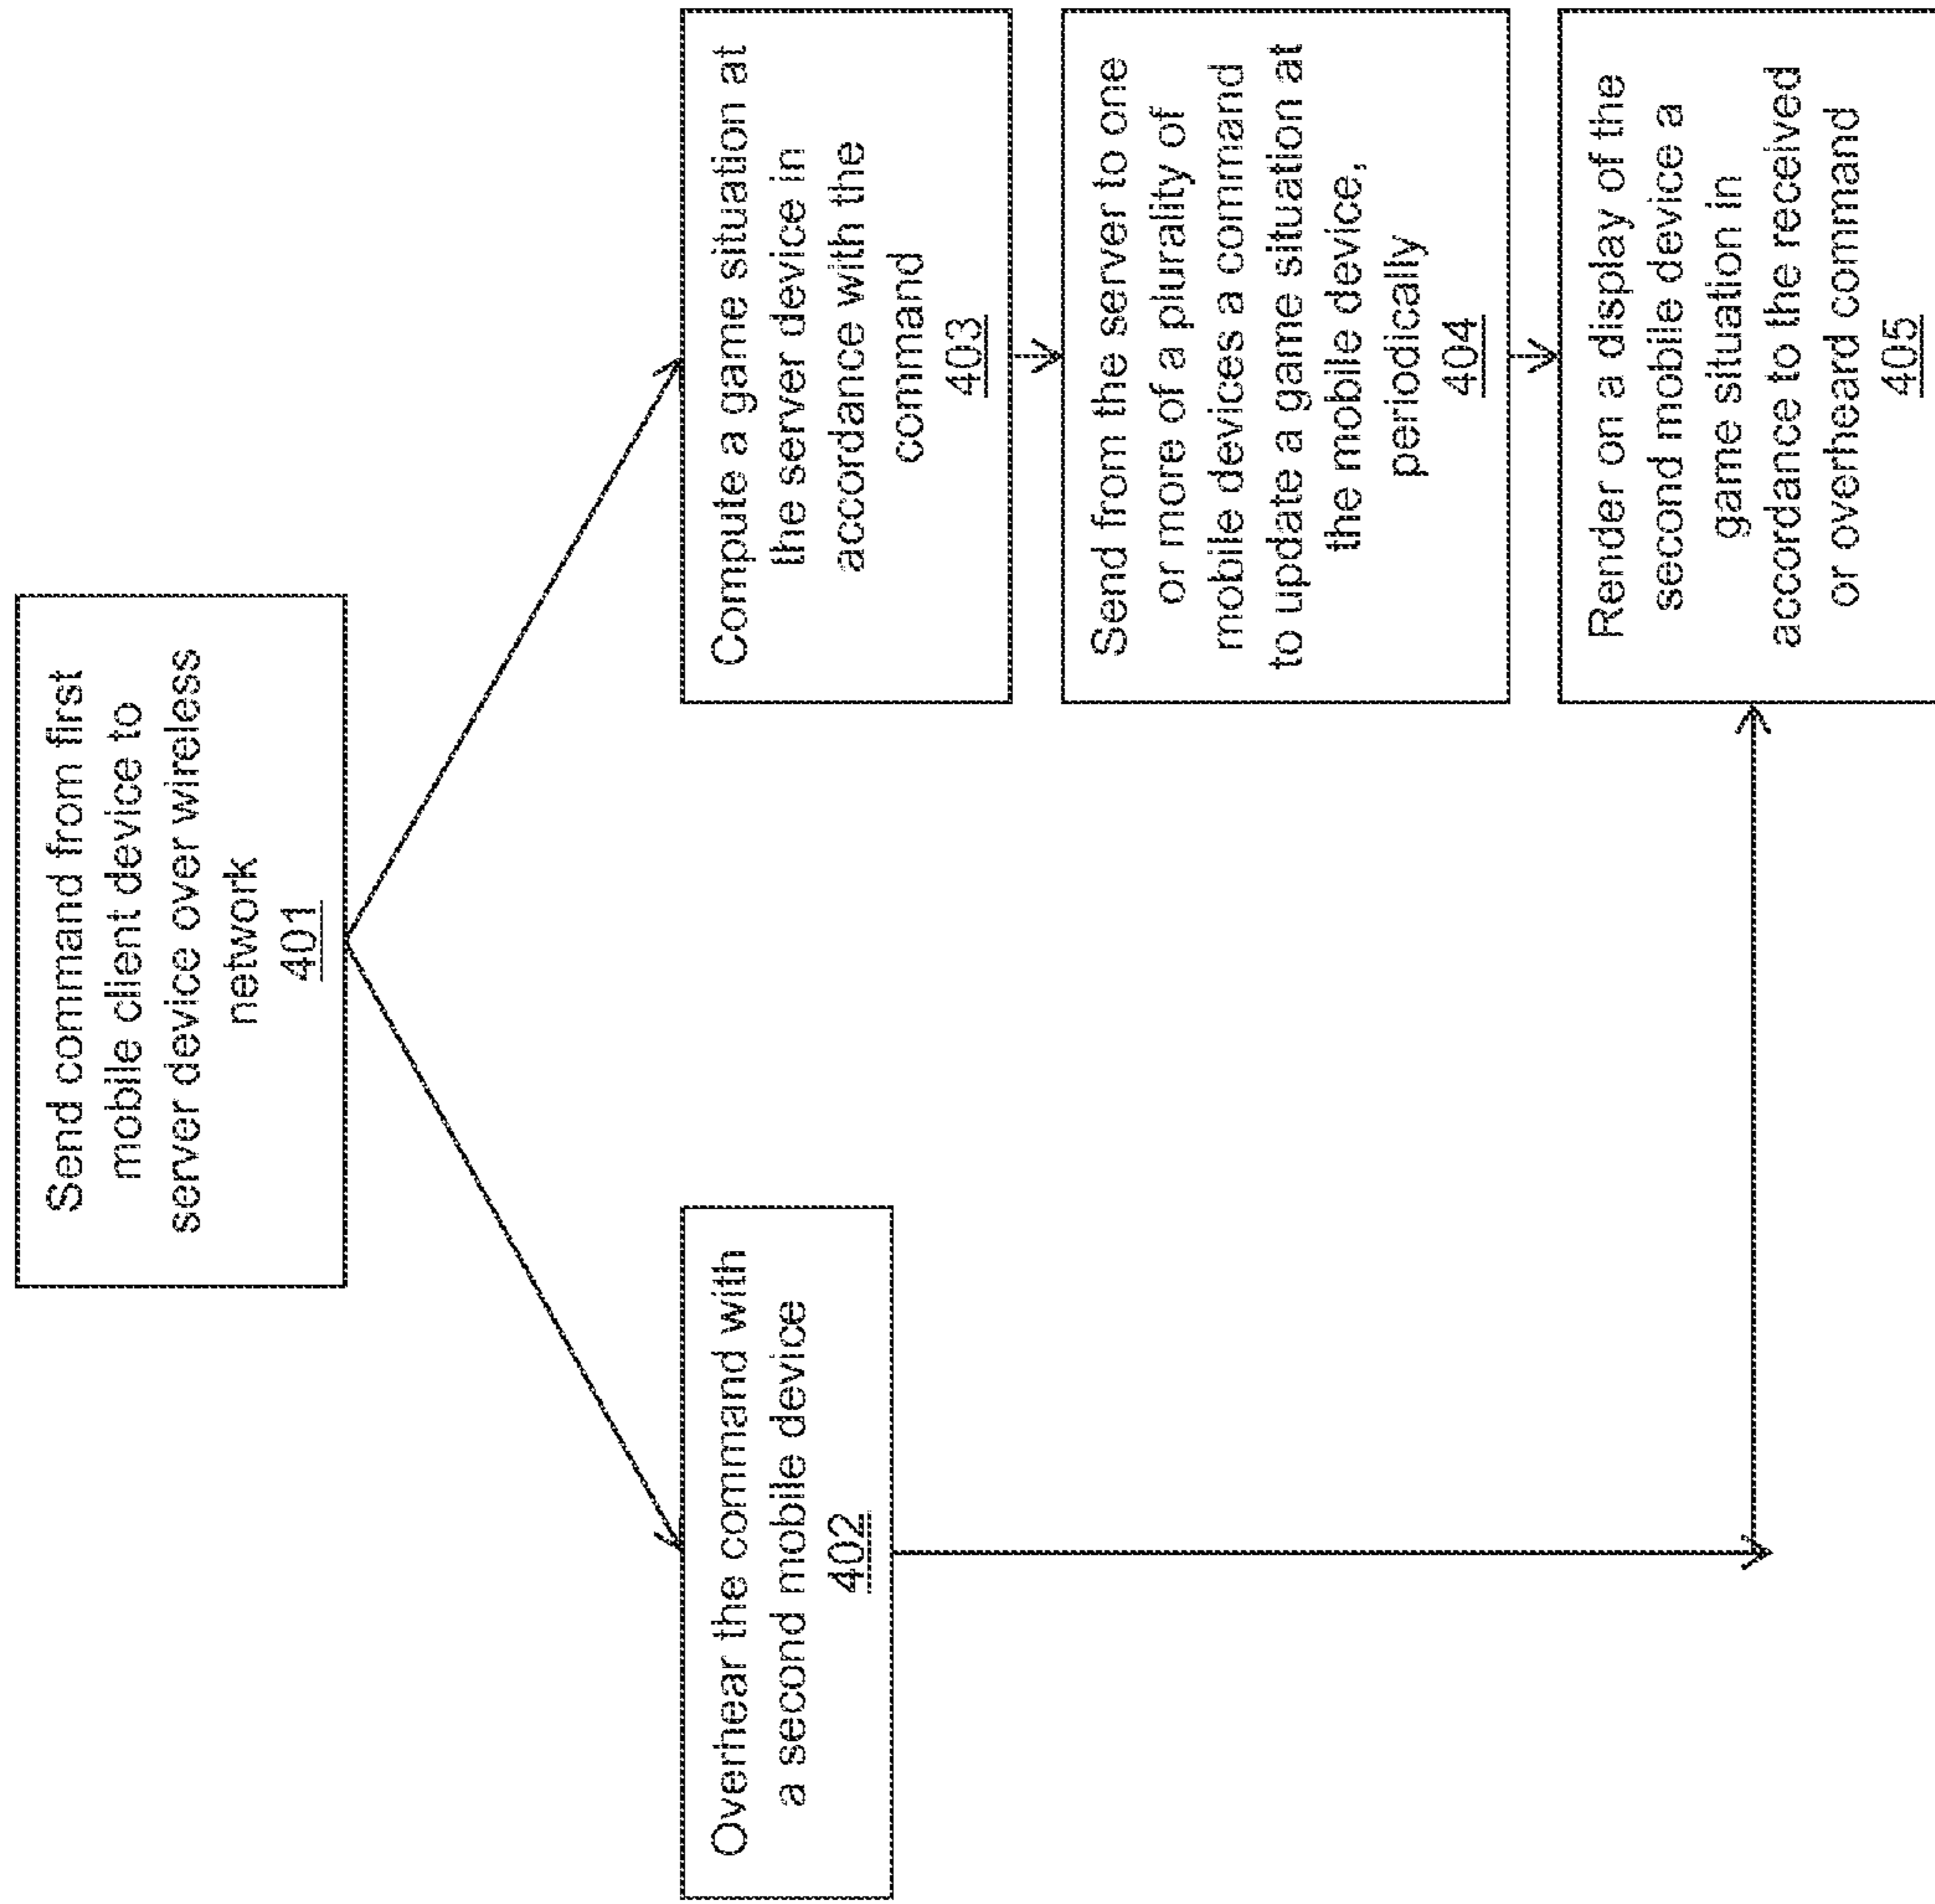 Send command from first
mobile client device to
server device over wireless
network
401
Overhear the command with
a second mobile device
402
Compute a game situation at
the server device in
accordance with the
command
403
Send from the server to one
or more of a plurality of
mobile devices a command
to update a game situation at
the mobile device,
periodically
404
Render on a display of the
second mobile device a
game situation in
accordance to the received
or overheard command
405